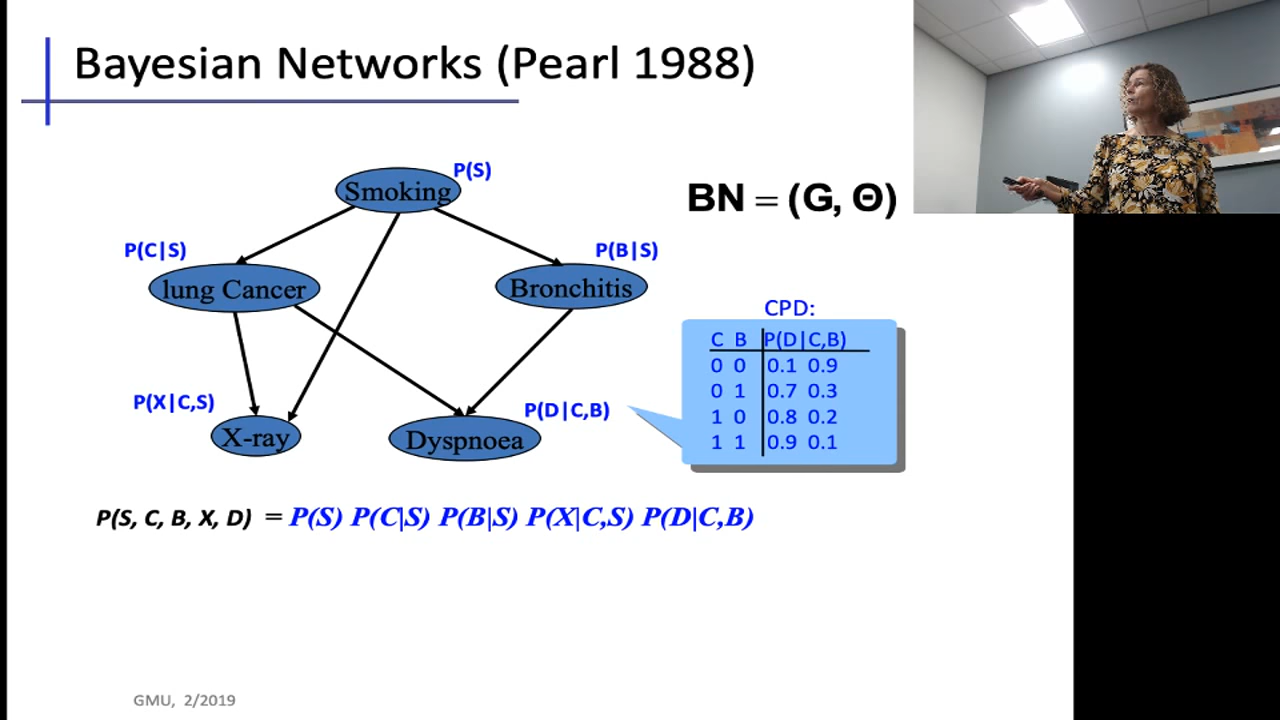 Bayesian Networks (Pearl 1988)
P(S)
Smoking
BN = (G, Θ)
P(C|S)
P(B|S)
lung Cancer
Bronchitis
CPD:
C B P(D|C,B)
0 0 0.1 0.9
0 1 0.7 0.3
1 0 0.8 0.2
1 1 0.9 0.1
P(X|C,S)
P(D|C,B)
X-ray
Dyspnoea
P(S, C, B, X, D) = P(S) P(C|S) P(B|S) P(X|C,S) P(D|C,B)
GMU, 2/2019